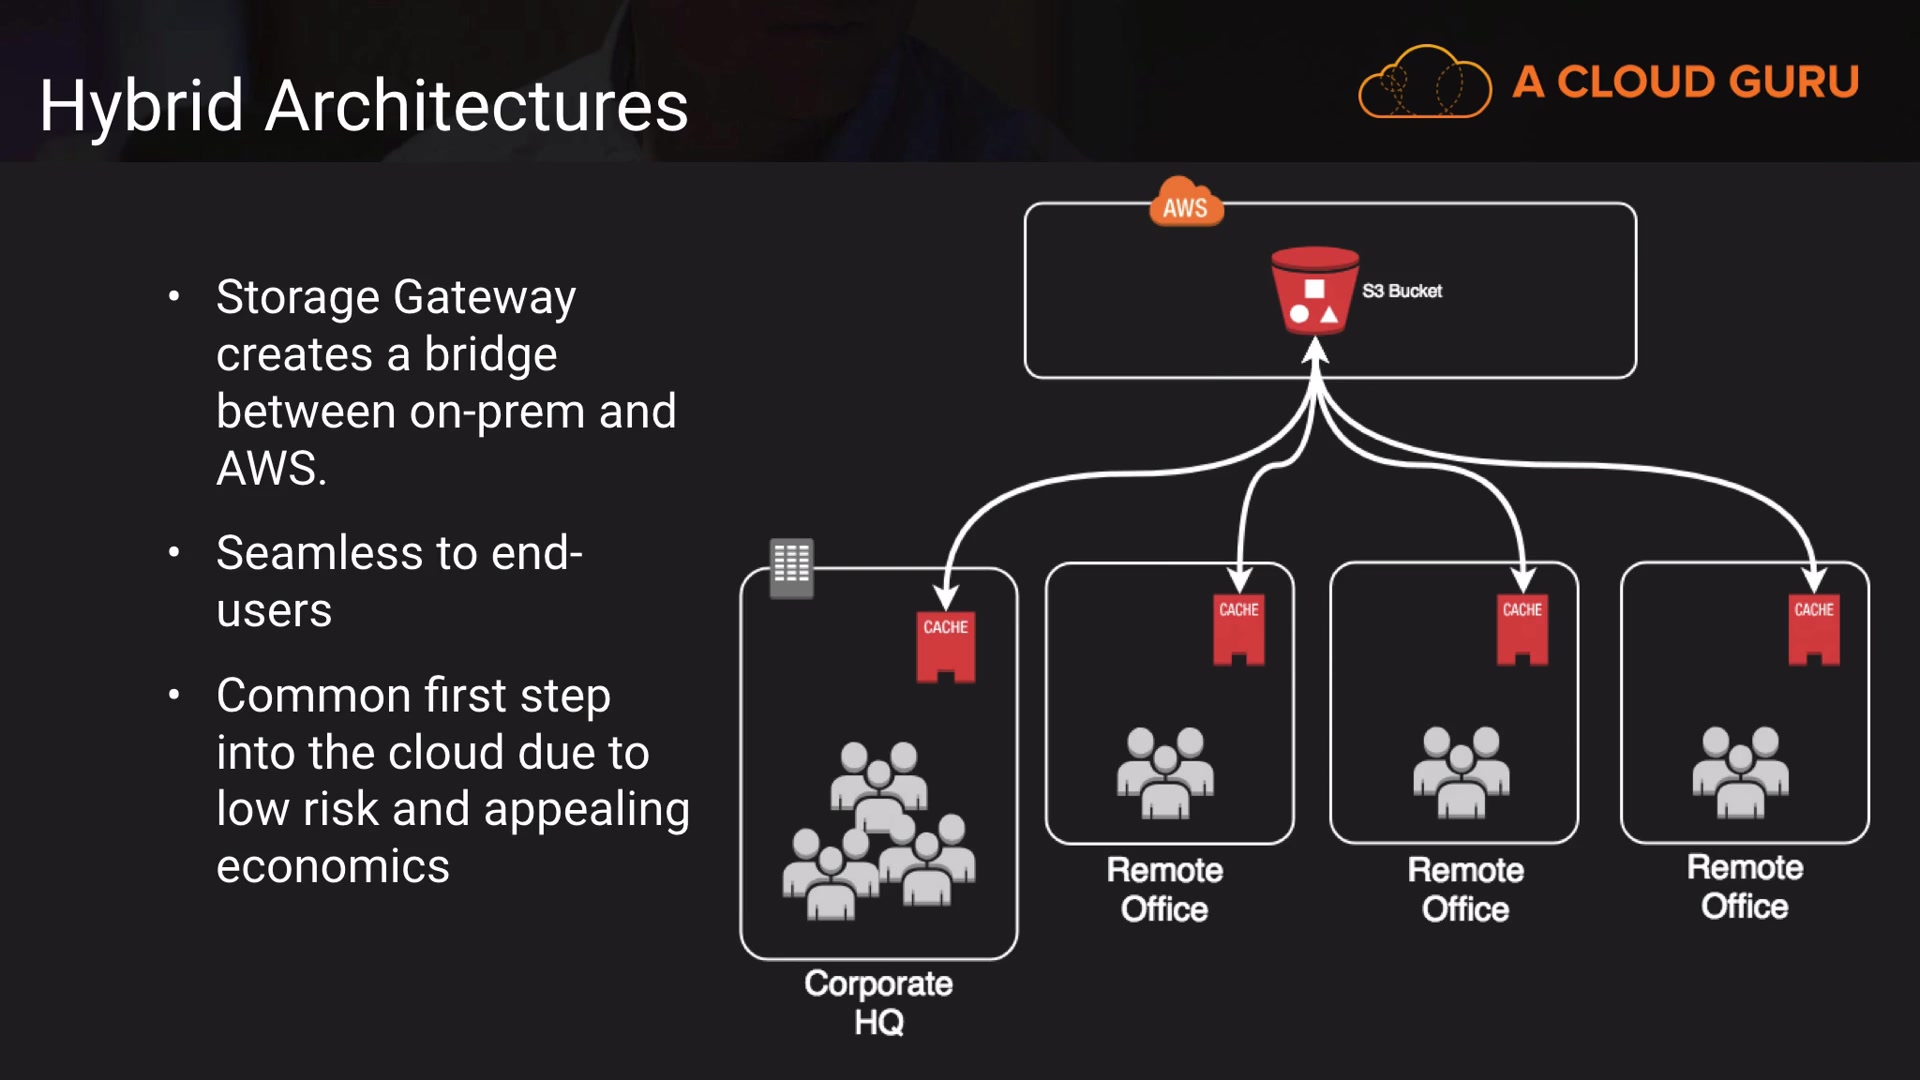 Hybrid Architectures
A CLOUD GURU
• Storage Gateway
creates a bridge
between on-prem and
AWS.
• Seamless to end-
users
• Common first step
into the cloud due to
low risk and appealing
economics
AWS
S3 Bucket
CACHE
CACHE
CACHE
CACHE
Corporate
HQ
Remote
Office
Remote
Office
Remote
Office